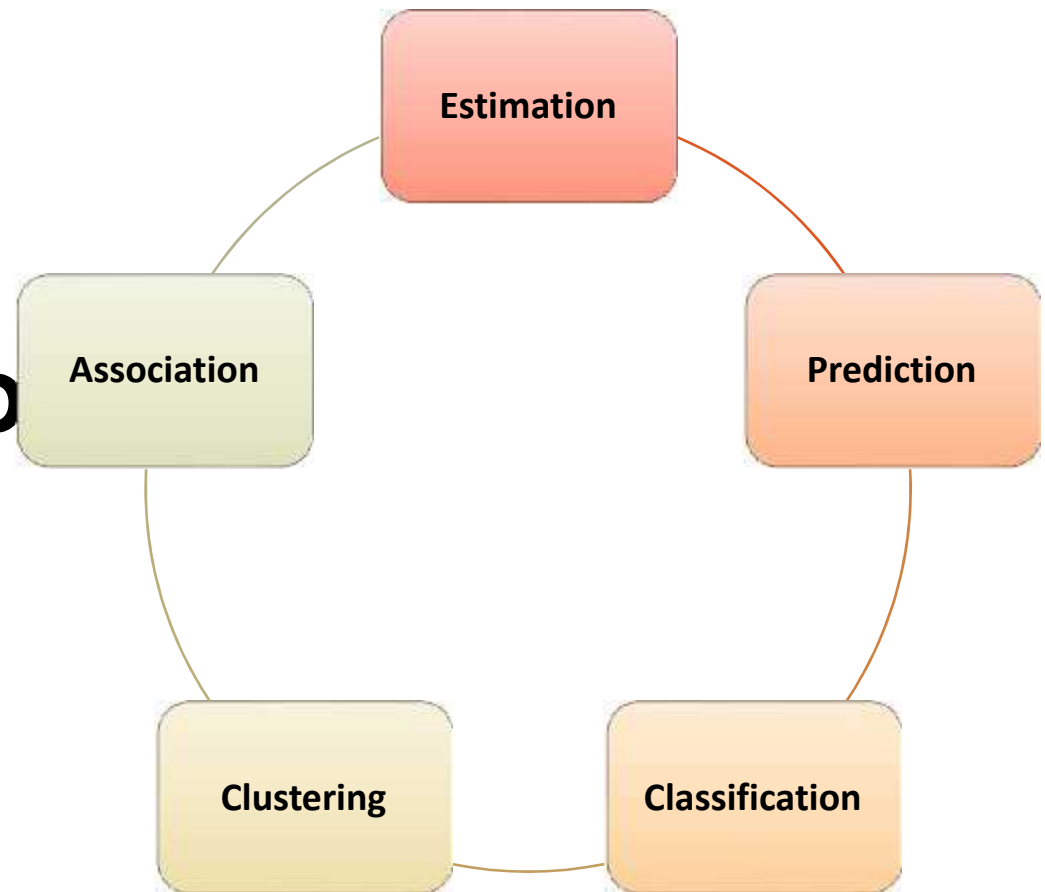 Estimation
Association
Prediction
Clustering
Classification